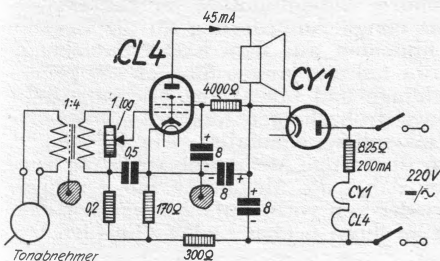 45mA
CL4
CY1
4000Ω
1:4
1 log
+
8
-
0,5
8
+
-
+
8
-
825Ω
200mA
220V
=/~
CY1
CL4
0,2
170Ω
300Ω
Tonabnehmer